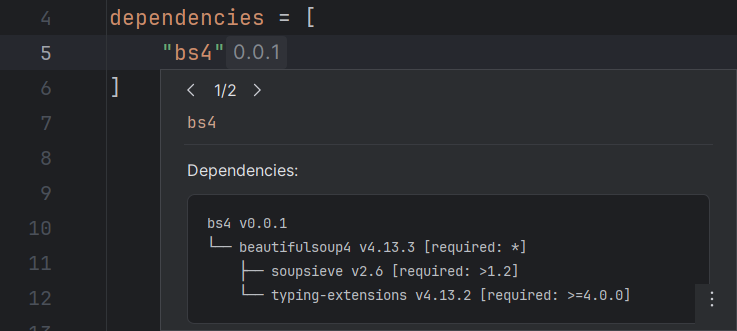 4 dependencies = [
5 "bs4" 0.0.1
6 ]
1/2
7 bs4
8 Dependencies:
9
bs4 v0.0.1
10 └── beautifulsoup4 v4.13.3 [required: *]
11 ├── soupsieve v2.6 [required: >1.2]
12 └── typing-extensions v4.13.2 [required: >=4.0.0]
13